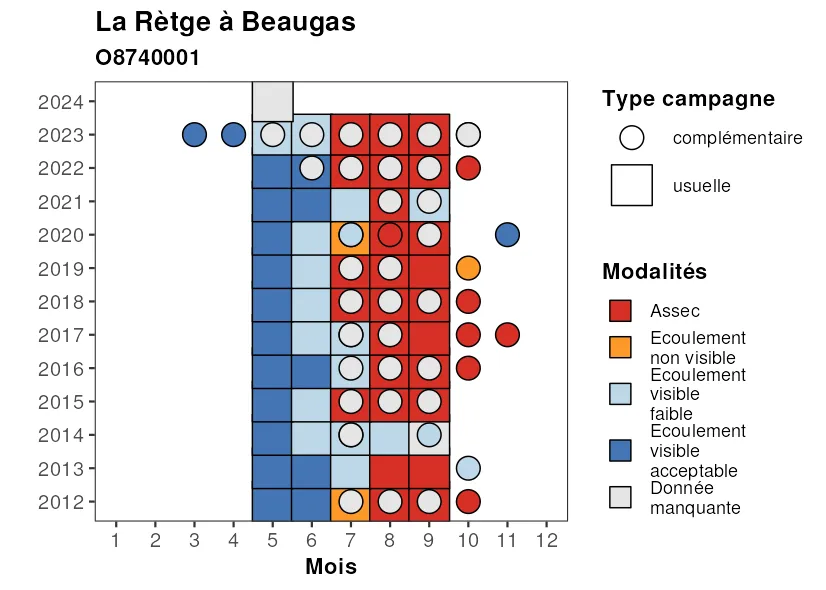 La Rètge à Beaugas
O8740001
2024
2023
2022
2021
2020
2019
2018
2017
2016
2015
2014
2013
2012
1 2 3 4 5 6 7 8 9 10 11 12
Mois
Type campagne
complémentaire
usuelle
Modalités
Assec
Ecoulement
non visible
Ecoulement
visible
faible
Ecoulement
visible
acceptable
Donnée
manquante